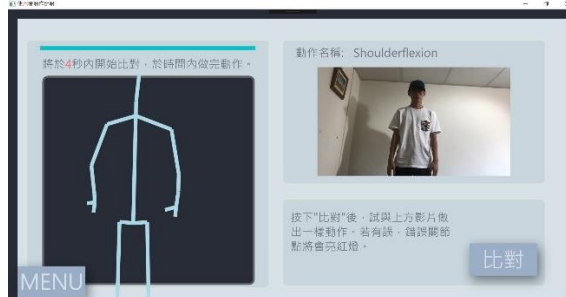 將於4秒內開始比對，於時間內做完動作。
動作名稱: Shoulderflexion
按下"比對"後，試與上方影片做
出一樣動作。若有誤，錯誤關節
點將會亮紅燈。
比對
MENU